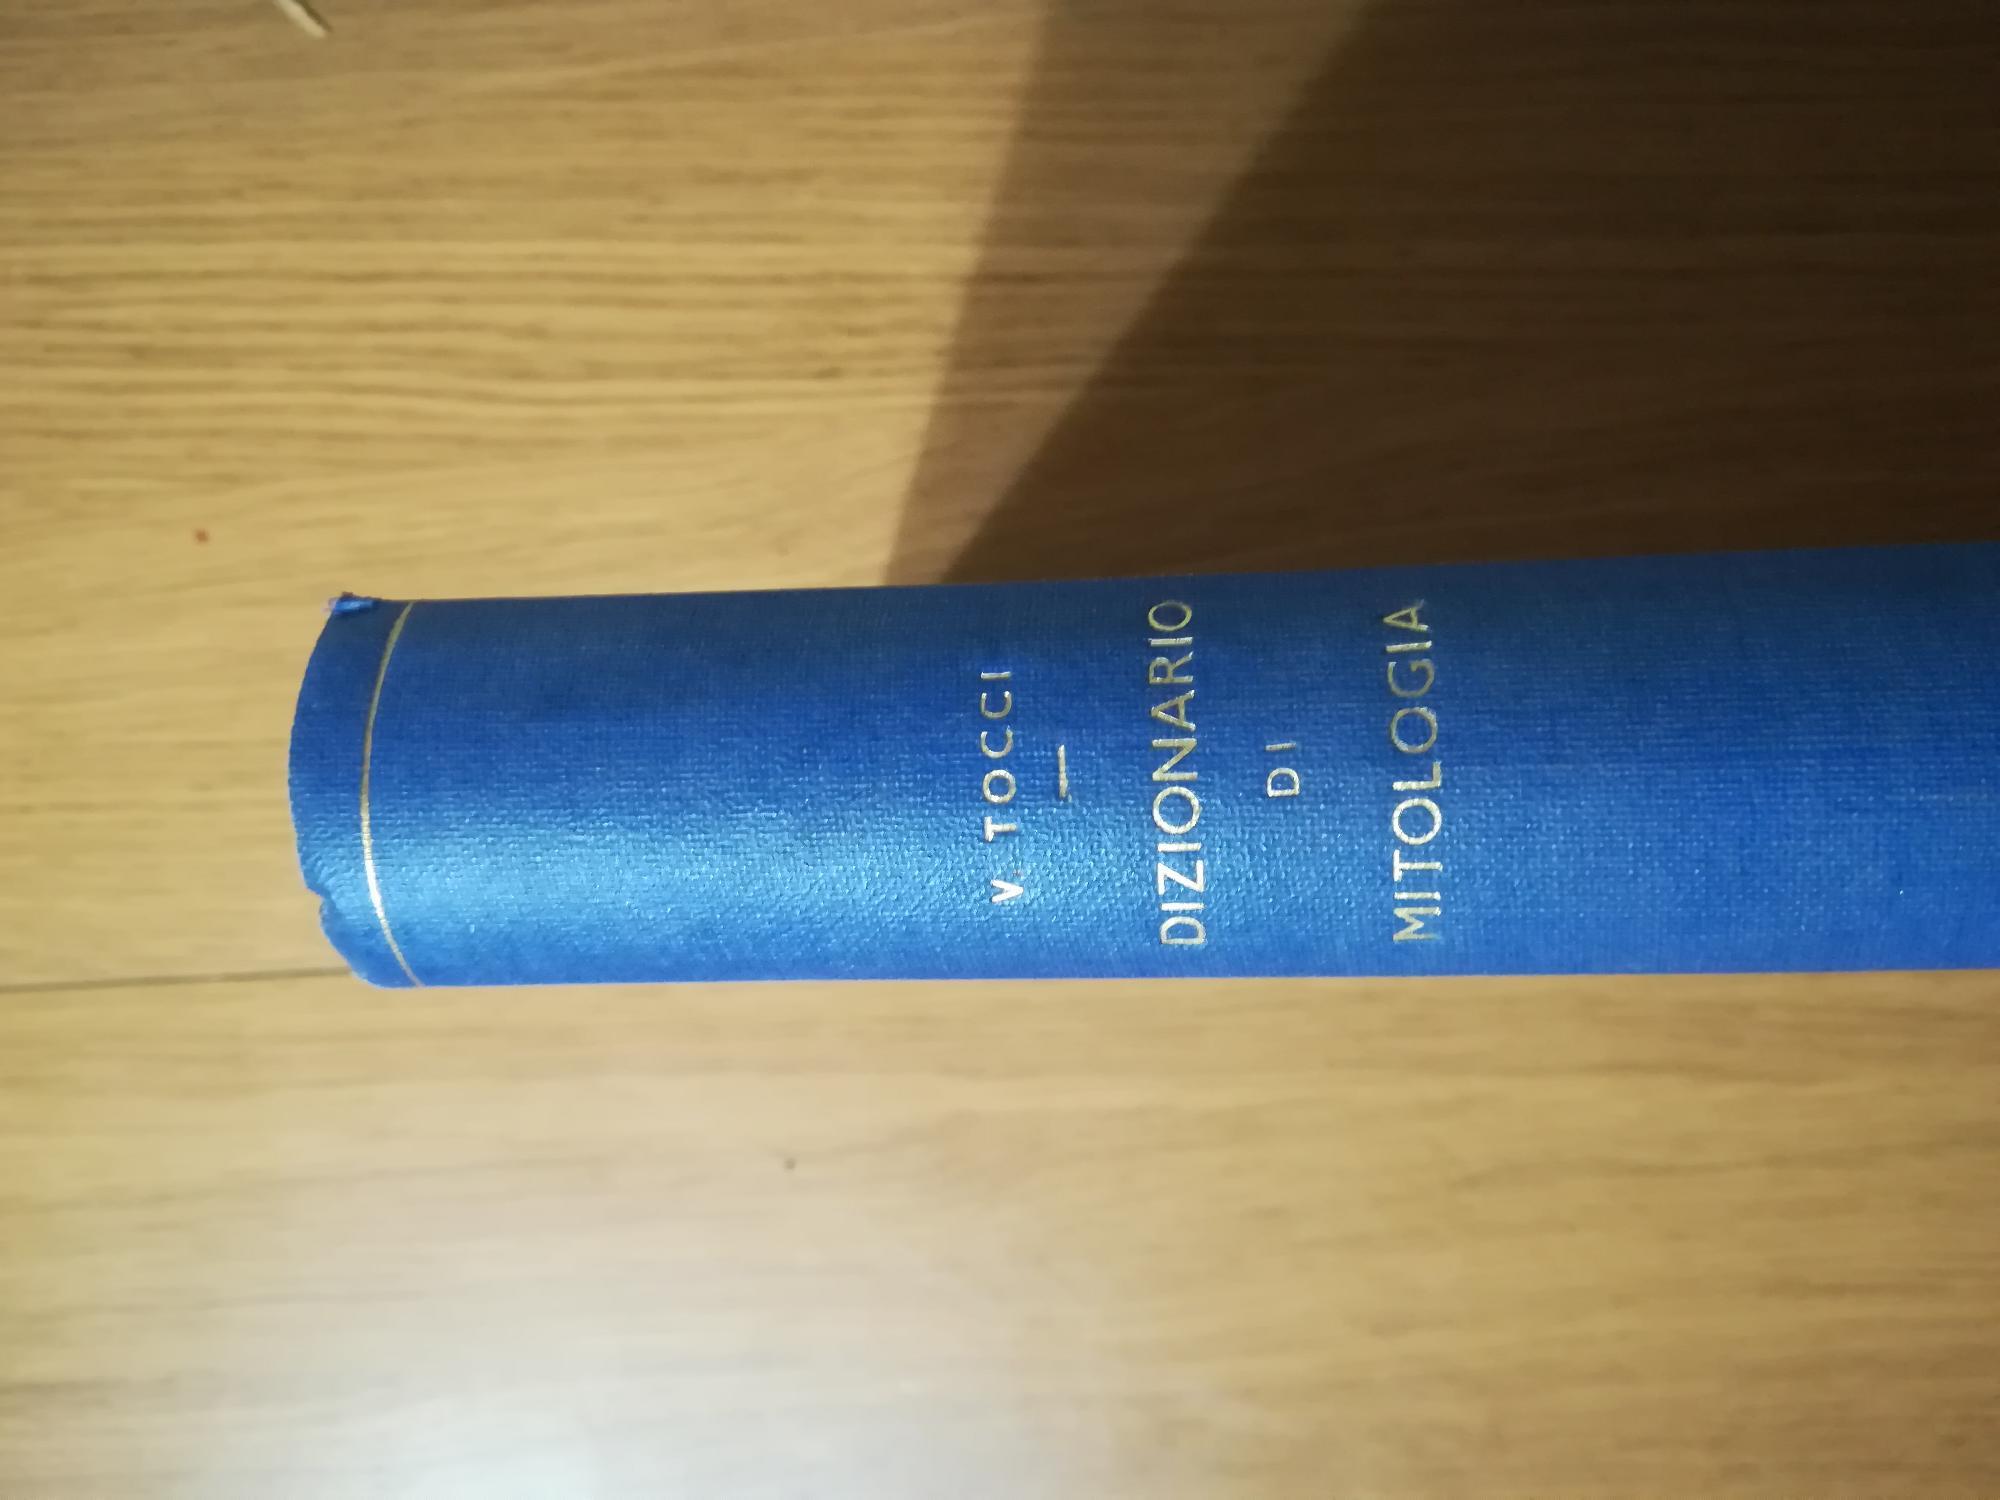 V. TOCCI
—
DIZIONARIO
DI
MITOLOGIA